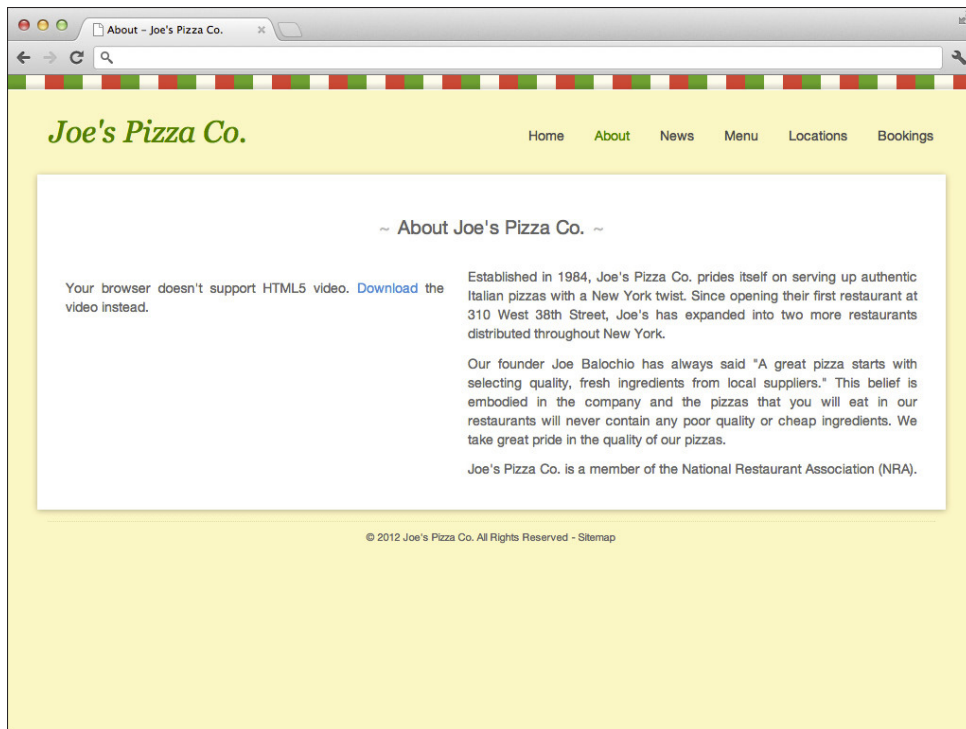 About – Joe's Pizza Co.
Joe's Pizza Co.
Home About News Menu Locations Bookings
~ About Joe's Pizza Co. ~
Your browser doesn't support HTML5 video. Download the
video instead.
Established in 1984, Joe's Pizza Co. prides itself on serving up authentic
Italian pizzas with a New York twist. Since opening their first restaurant at
310 West 38th Street, Joe's has expanded into two more restaurants
distributed throughout New York.
Our founder Joe Balochio has always said "A great pizza starts with
selecting quality, fresh ingredients from local suppliers." This belief is
embodied in the company and the pizzas that you will eat in our
restaurants will never contain any poor quality or cheap ingredients. We
take great pride in the quality of our pizzas.
Joe's Pizza Co. is a member of the National Restaurant Association (NRA).
© 2012 Joe's Pizza Co. All Rights Reserved - Sitemap